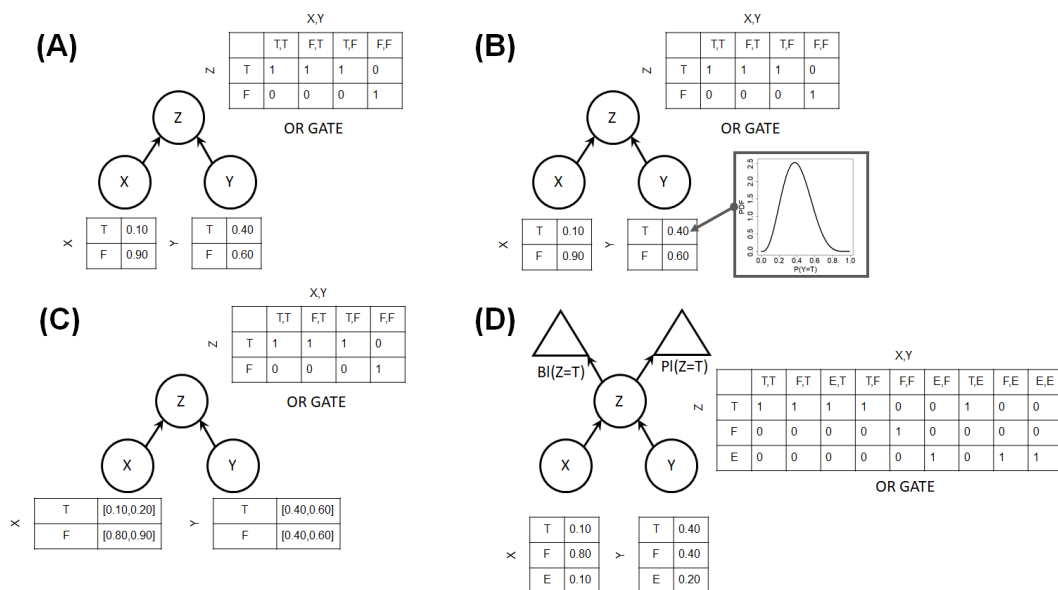 (A)
X,Y
T,T F,T T,F F,F
Z
T 1 1 1 0
F 0 0 0 1
OR GATE
Z
X Y
X
T 0.10
F 0.90
Y
T 0.40
F 0.60
(B)
X,Y
T,T F,T T,F F,F
Z
T 1 1 1 0
F 0 0 0 1
OR GATE
Z
X Y
X
T 0.10
F 0.90
Y
T 0.40
F 0.60
PDF
2.5
2.0
1.5
1.0
0.5
0.0
0.0 0.2 0.4 0.6 0.8 1.0
P(Y=T)
(C)
X,Y
T,T F,T T,F F,F
Z
T 1 1 1 0
F 0 0 0 1
OR GATE
Z
X Y
X
T [0.10,0.20]
F [0.80,0.90]
Y
T [0.40,0.60]
F [0.40,0.60]
(D)
Bl(Z=T) Pl(Z=T)
Z
X Y
X,Y
T,T F,T E,T T,F F,F E,F T,E F,E E,E
Z
T 1 1 1 1 0 0 1 0 0
F 0 0 0 0 1 0 0 0 0
E 0 0 0 0 0 1 0 1 1
OR GATE
X
T 0.10
F 0.80
E 0.10
Y
T 0.40
F 0.40
E 0.20